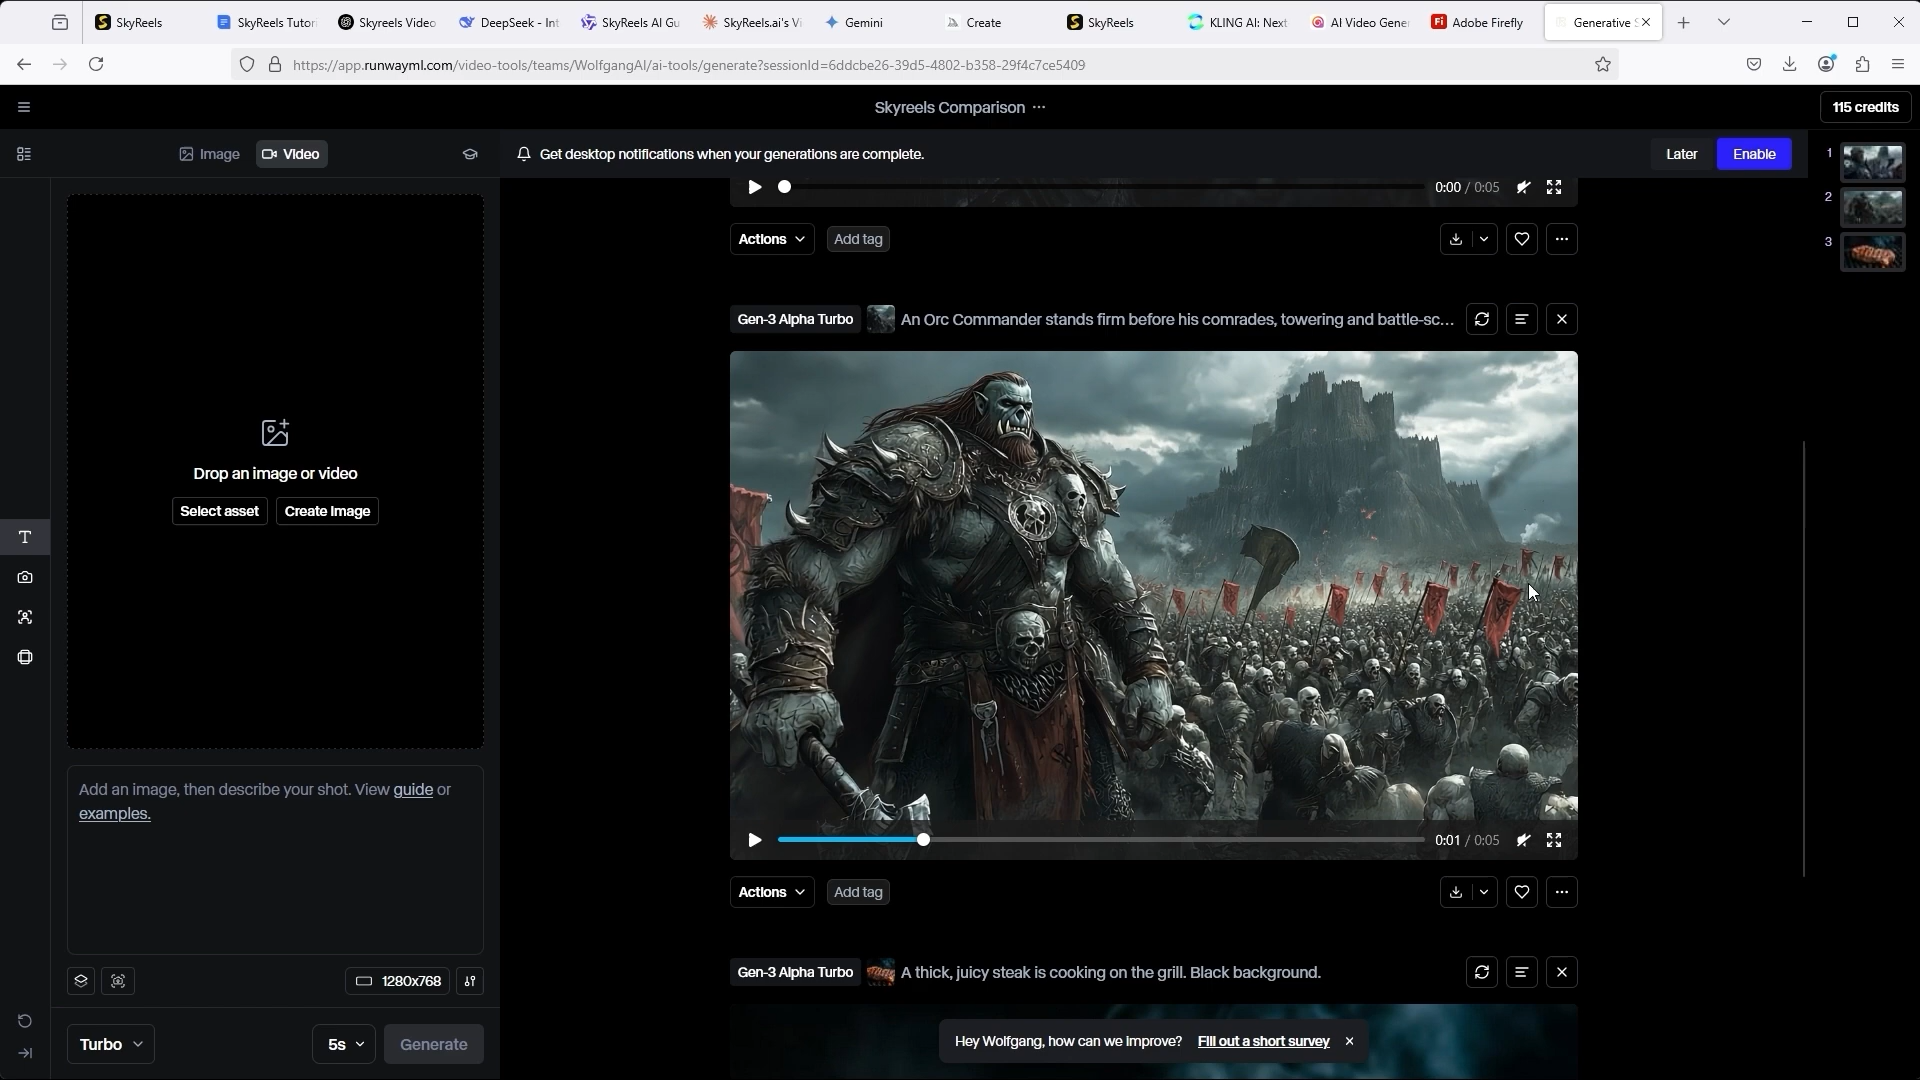 SkyReels
SkyReels Tutori
Skyreels Video
DeepSeek - Int
SkyReels AI Gu
SkyReels.ai's Vi
Gemini
Create
SkyReels
KLING AI: Next
AI Video Gener
Adobe Firefly
Generative S
https://app.runwayml.com/video-tools/teams/WolfgangAI/ai-tools/generate?sessionId=6ddcbe26-39d5-4802-b358-29f4c7ce5409
Skyreels Comparison ...
115 credits
Image
Video
Get desktop notifications when your generations are complete.
Later
Enable
1
2
3
0:00 / 0:05
Actions
Add tag
Gen-3 Alpha Turbo
An Orc Commander stands firm before his comrades, towering and battle-sc...
Drop an image or video
Select asset
Create Image
T
0:01 / 0:05
Add an image, then describe your shot. View guide or
examples.
Actions
Add tag
Gen-3 Alpha Turbo
A thick, juicy steak is cooking on the grill. Black background.
1280x768
Turbo
5s
Generate
Hey Wolfgang, how can we improve? Fill out a short survey